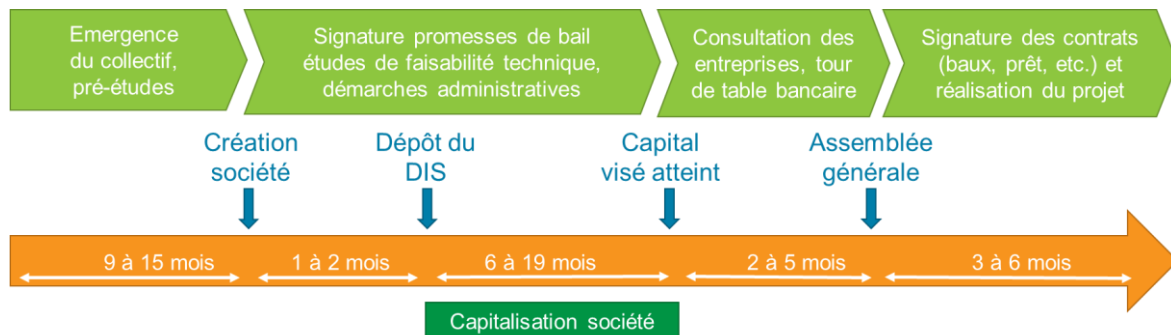 Emergence
du collectif,
pré-études
Signature promesses de bail
études de faisabilité technique,
démarches administratives
Consultation des
entreprises, tour
de table bancaire
Signature des contrats
(baux, prêt, etc.) et
réalisation du projet
Création
société
Dépôt du
DIS
Capital
visé atteint
Assemblée
générale
9 à 15 mois
1 à 2 mois
6 à 19 mois
2 à 5 mois
3 à 6 mois
Capitalisation société